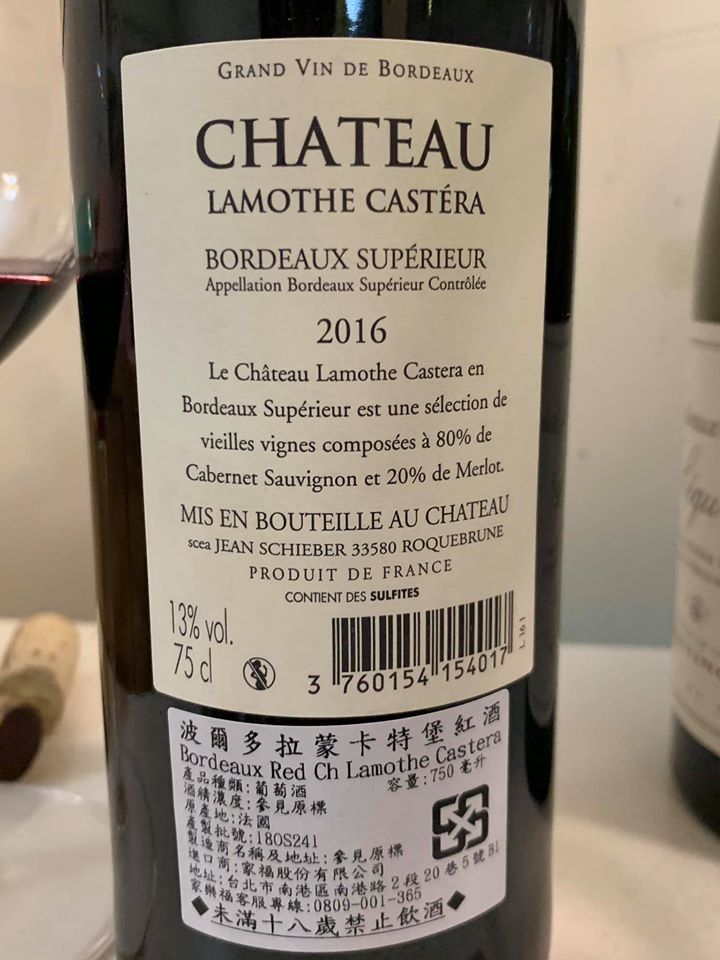 GRAND VIN DE BORDEAUX
CHATEAU
LAMOTHE CASTÉRA
BORDEAUX SUPÉRIEUR
Appellation Bordeaux Supérieur Contrôlée
2016
Le Château Lamothe Castera en
Bordeaux Supérieur est une sélection de
vieilles vignes composées à 80% de
Cabernet Sauvignon et 20% de Merlot.
MIS EN BOUTEILLE AU CHATEAU
scea JEAN SCHIEBER 33580 ROQUEBRUNE
PRODUIT DE FRANCE
CONTIENT DES SULFITES
13% vol.
75 cl
3 760154 154017
L.16.1
波爾多拉蒙卡特堡紅酒
Bordeaux Red Ch Lamothe Castera
產品種類:葡萄酒
容量:750毫升
酒精濃度:參見原標
原產地:法國
產製批號:180S241
製造商名稱及地址:參見原標
進口商:家福股份有限公司
地址:台北市南港區南港路2段20巷5號B1
家樂福客服專線:0809-001-365
◆未滿十八歲禁止飲酒◆